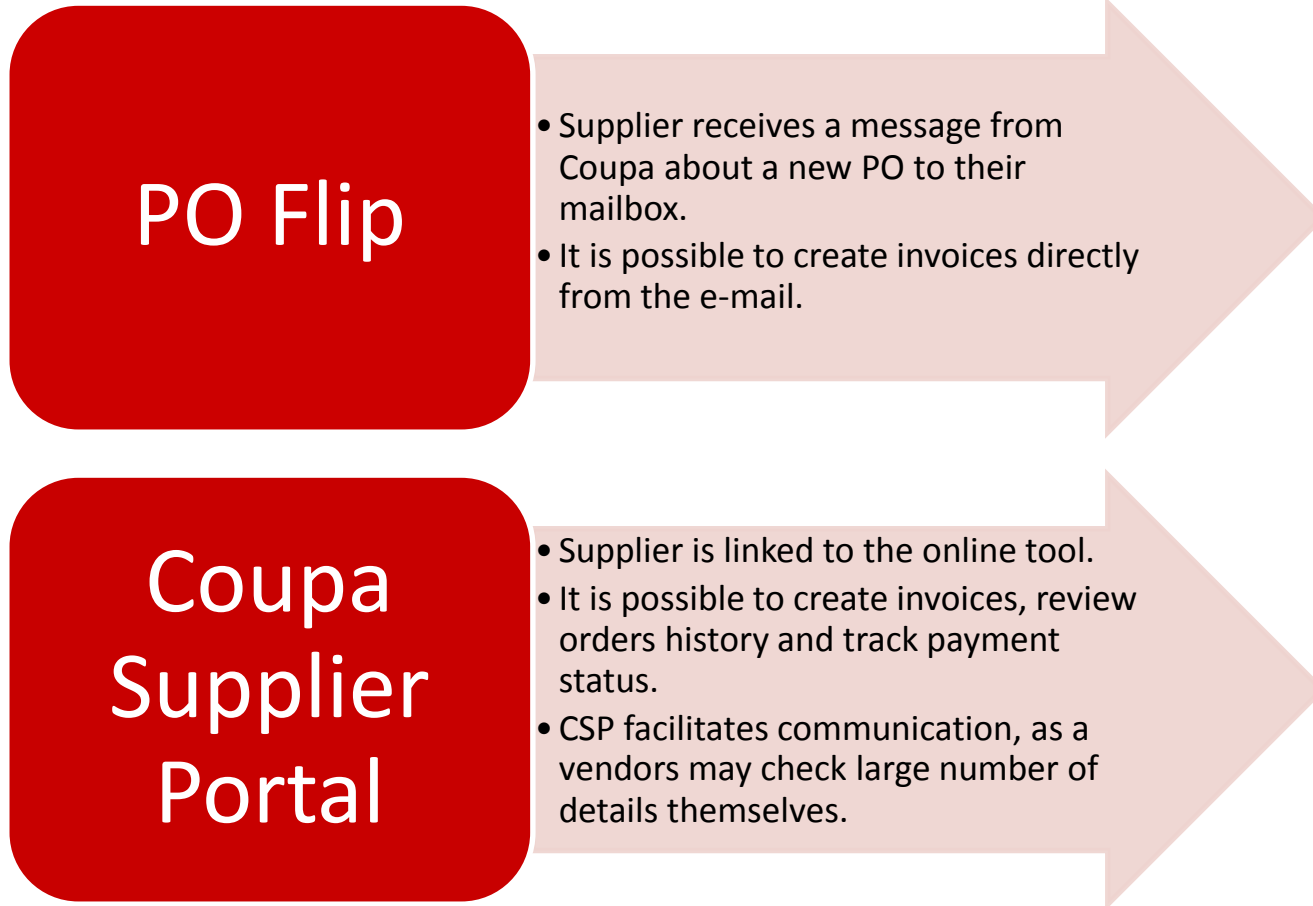 PO Flip
• Supplier receives a message from
Coupa about a new PO to their
mailbox.
• It is possible to create invoices directly
from the e-mail.
Coupa
Supplier
Portal
• Supplier is linked to the online tool.
• It is possible to create invoices, review
orders history and track payment
status.
• CSP facilitates communication, as a
vendors may check large number of
details themselves.